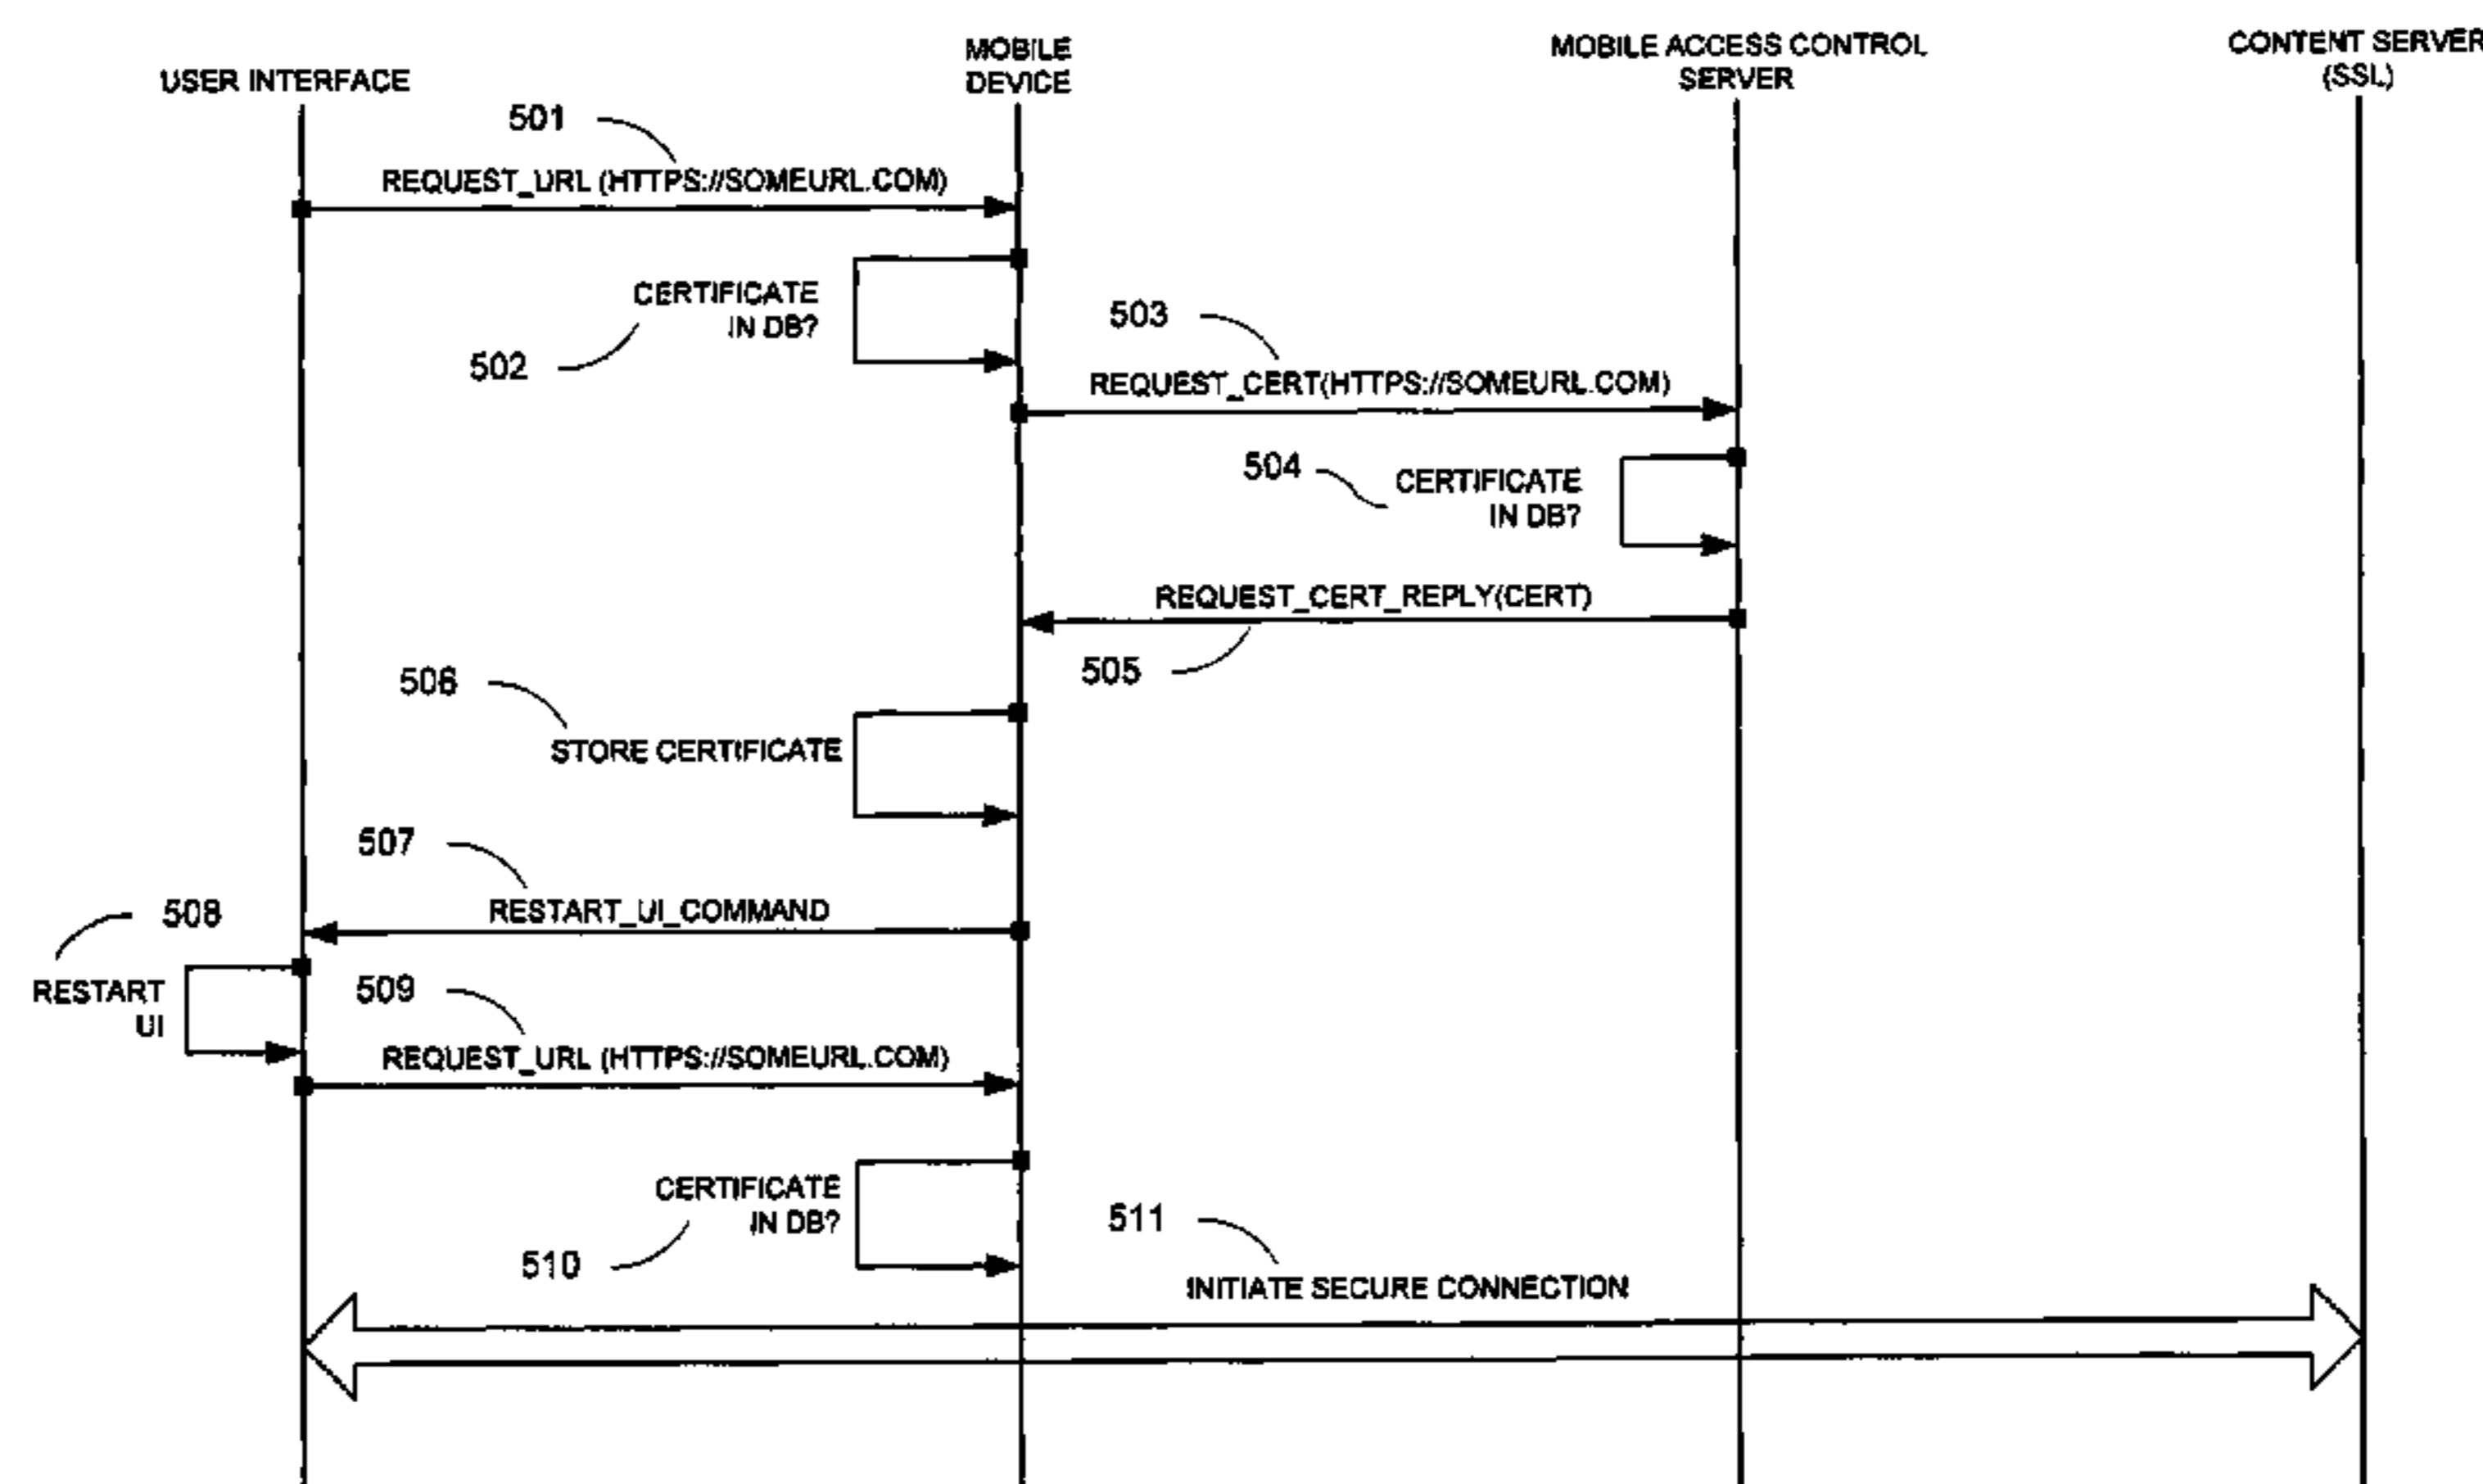 USER INTERFACE
MOBILE
DEVICE
MOBILE ACCESS CONTROL
SERVER
CONTENT SERVER
(SSL)
501
REQUEST_URL (HTTPS://SOMEURL.COM)
CERTIFICATE
IN DB?
502
503
REQUEST_CERT(HTTPS://SOMEURL.COM)
504
CERTIFICATE
IN DB?
REQUEST_CERT_REPLY(CERT)
505
506
STORE CERTIFICATE
507
RESTART_UI_COMMAND
508
RESTART
UI
509
REQUEST_URL (HTTPS://SOMEURL.COM)
CERTIFICATE
IN DB?
510
511
INITIATE SECURE CONNECTION